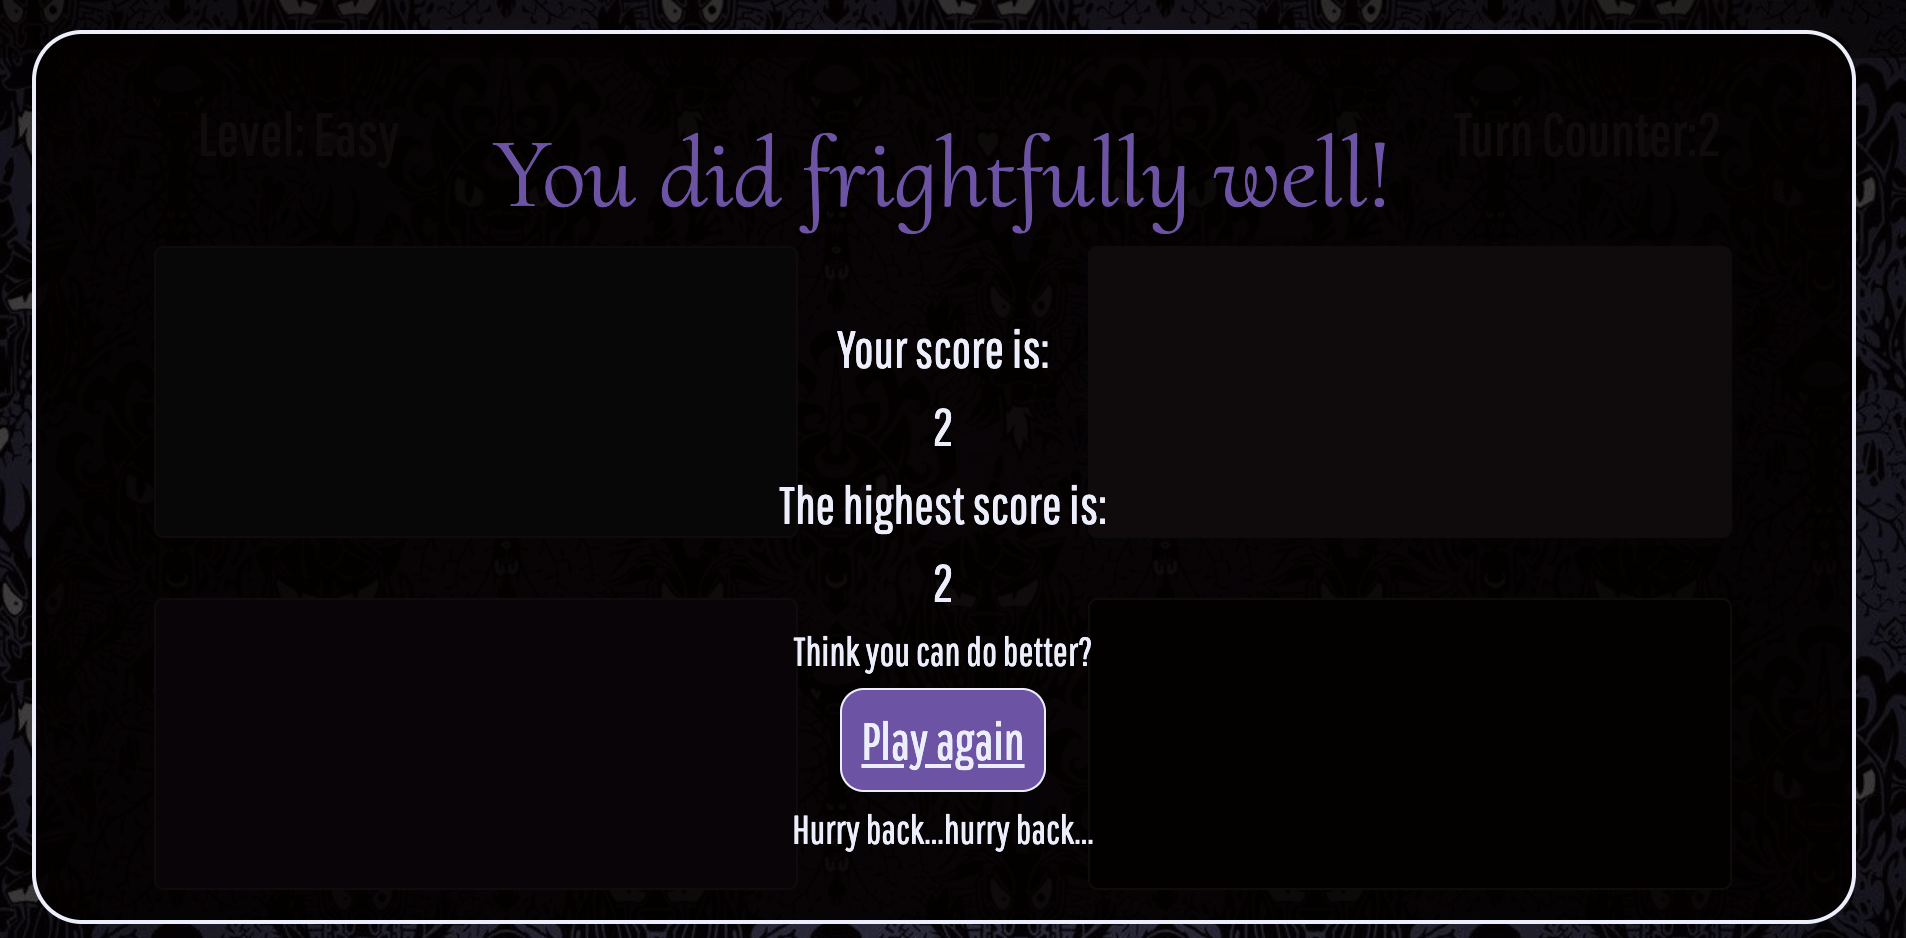 Level: Easy
Turn Counter:2
You did frightfully well!
Your score is:
2
The highest score is:
2
Think you can do better?
Play again
Hurry back...hurry back...